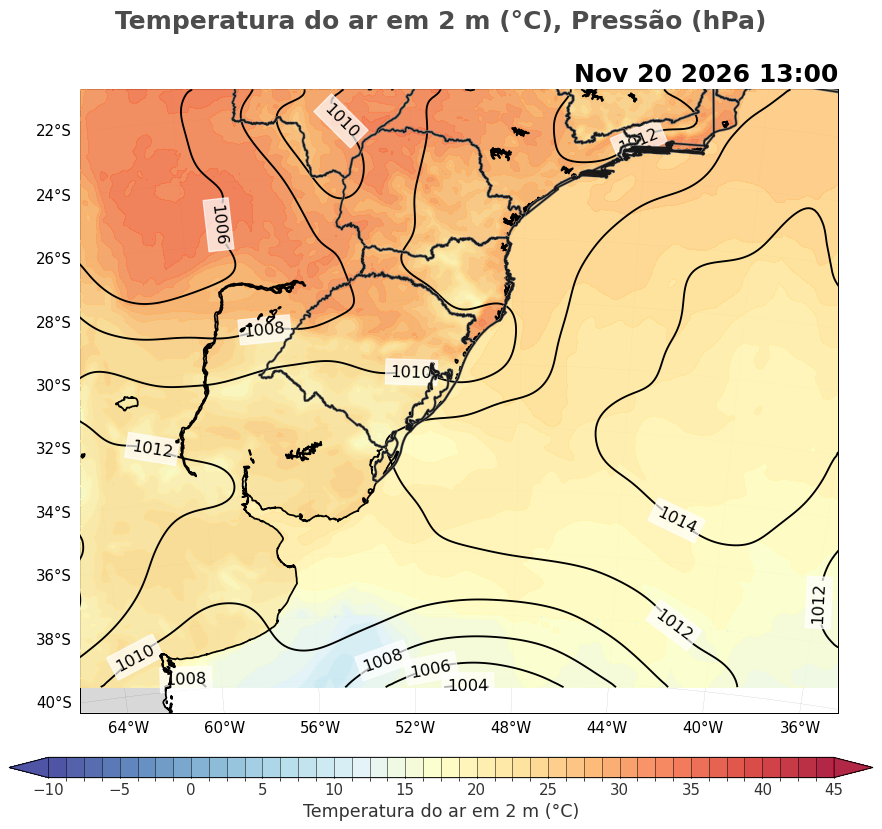 Temperatura do ar em 2 m (°C), Pressão (hPa)
Nov 20 2026 13:00
22°S
24°S
26°S
28°S
30°S
32°S
34°S
36°S
38°S
40°S
1010
1012
1006
1008
1010
1012
1014
1012
1012
1010
1008
1008
1006
1004
64°W
60°W
56°W
52°W
48°W
44°W
40°W
36°W
−10
−5
0
5
10
15
20
25
30
35
40
45
Temperatura do ar em 2 m (°C)